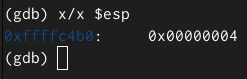 (gdb) x/x $esp
0xffffc4b0:     0x00000004
(gdb)